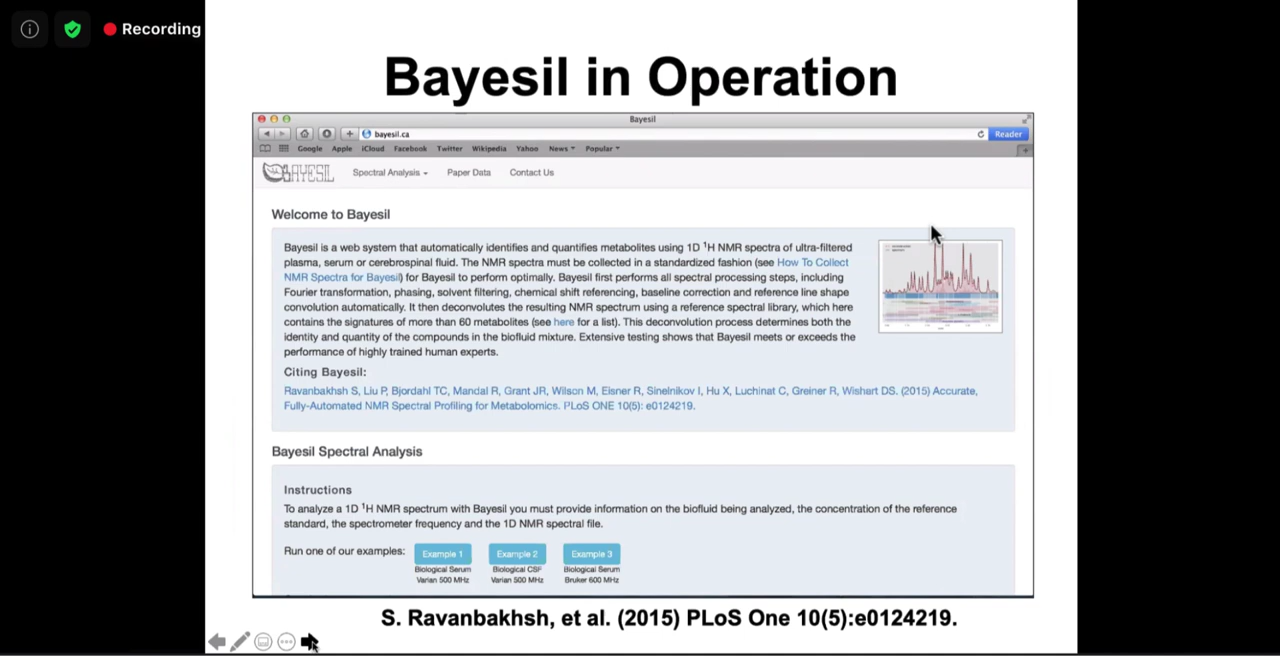 Recording
Bayesil in Operation
Bayesil
bayesil.ca
Reader
Google Apple iCloud Facebook Twitter Wikipedia Yahoo News Popular
BAYESIL
Spectral Analysis Paper Data Contact Us
Welcome to Bayesil
Bayesil is a web system that automatically identifies and quantifies metabolites using 1D ¹H NMR spectra of ultra-filtered
plasma, serum or cerebrospinal fluid. The NMR spectra must be collected in a standardized fashion (see How To Collect
NMR Spectra for Bayesil) for Bayesil to perform optimally. Bayesil first performs all spectral processing steps, including
Fourier transformation, phasing, solvent filtering, chemical shift referencing, baseline correction and reference line shape
convolution automatically. It then deconvolves the resulting NMR spectrum using a reference spectral library, which here
contains the signatures of more than 60 metabolites (see here for a list). This deconvolution process determines both the
identity and quantity of the compounds in the biofluid mixture. Extensive testing shows that Bayesil meets or exceeds the
performance of highly trained human experts.
Citing Bayesil:
Ravanbakhsh S, Liu P, Bjordahl TC, Mandal R, Grant JR, Wilson M, Eisner R, Sinelnikov I, Hu X, Luchinat C, Greiner R, Wishart DS. (2015) Accurate,
Fully-Automated NMR Spectral Profiling for Metabolomics. PLoS ONE 10(5): e0124219.
Bayesil Spectral Analysis
Instructions
To analyze a 1D ¹H NMR spectrum with Bayesil you must provide information on the biofluid being analyzed, the concentration of the reference
standard, the spectrometer frequency and the 1D NMR spectral file.
Run one of our examples: Example 1 Example 2 Example 3
Biological Serum Biological CSF Biological Serum
Varian 500 MHz Varian 500 MHz Bruker 600 MHz
S. Ravanbakhsh, et al. (2015) PLoS One 10(5):e0124219.